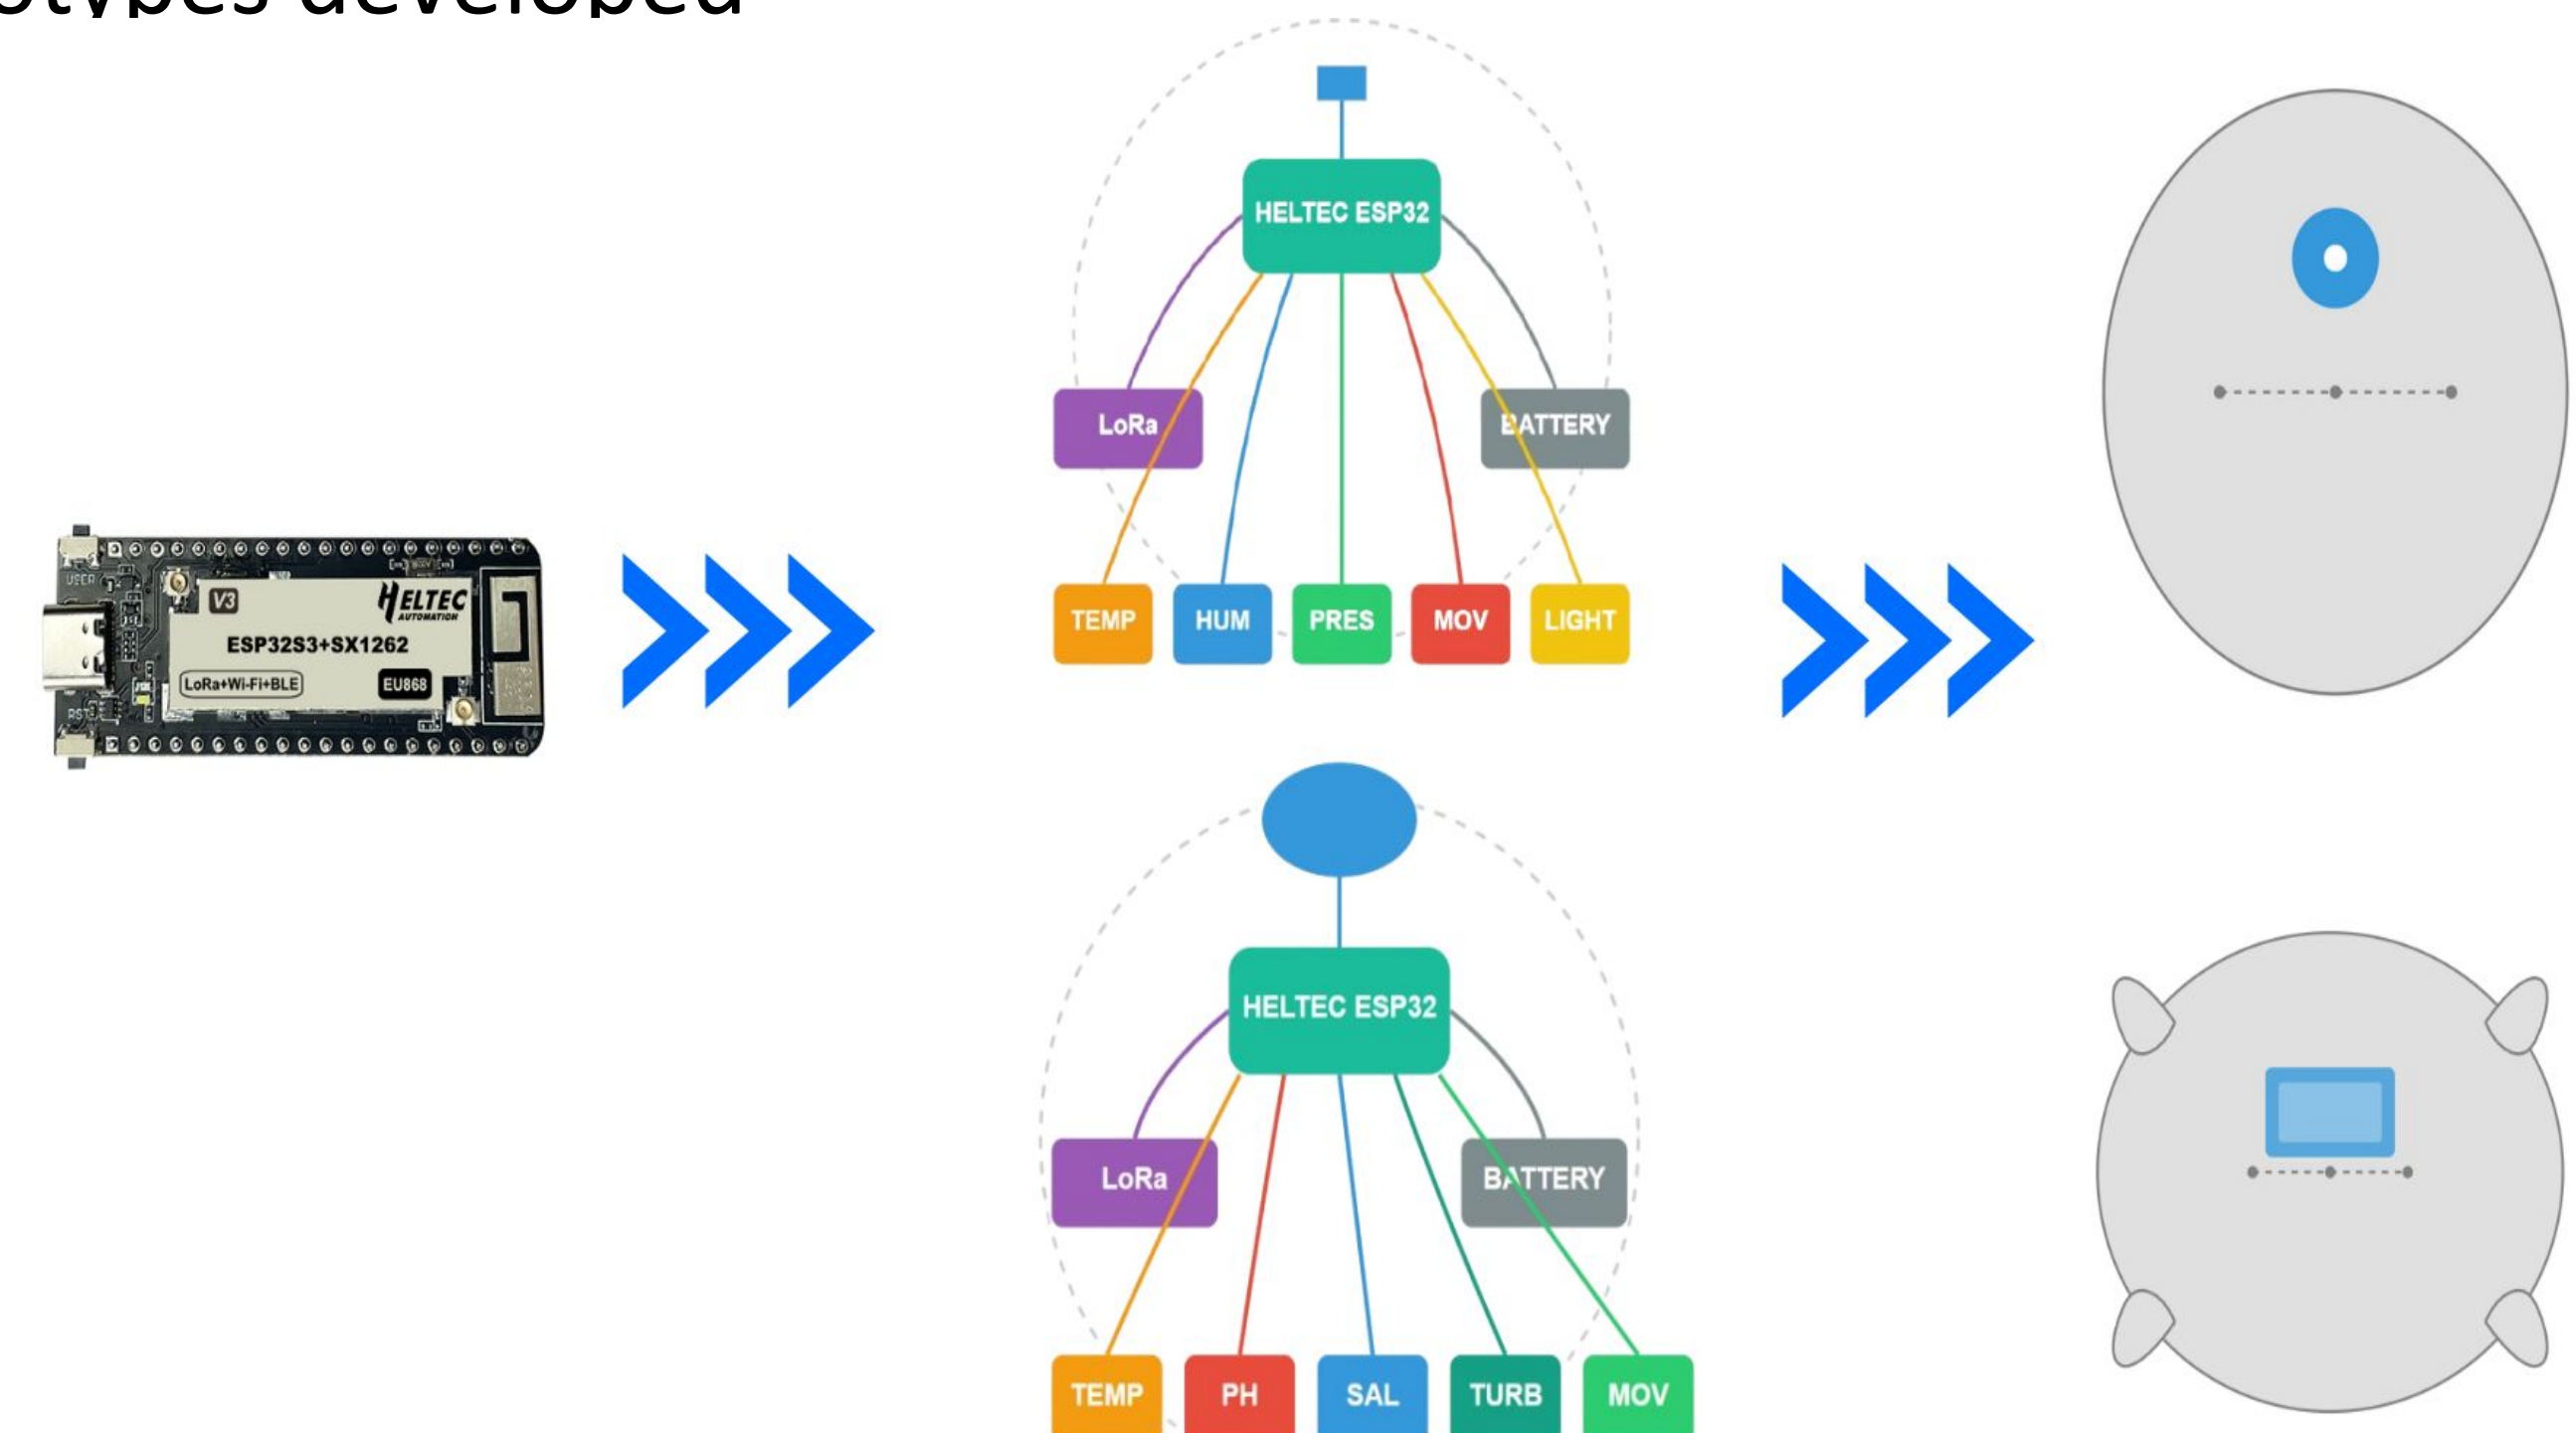 otypes developed
USER
V3
HELTEC
AUTOMATION
ESP32S3+SX1262
LoRa+Wi-Fi+BLE
EU868
RST
HELTEC ESP32
LoRa
BATTERY
TEMP
HUM
PRES
MOV
LIGHT
HELTEC ESP32
LoRa
BATTERY
TEMP
PH
SAL
TURB
MOV